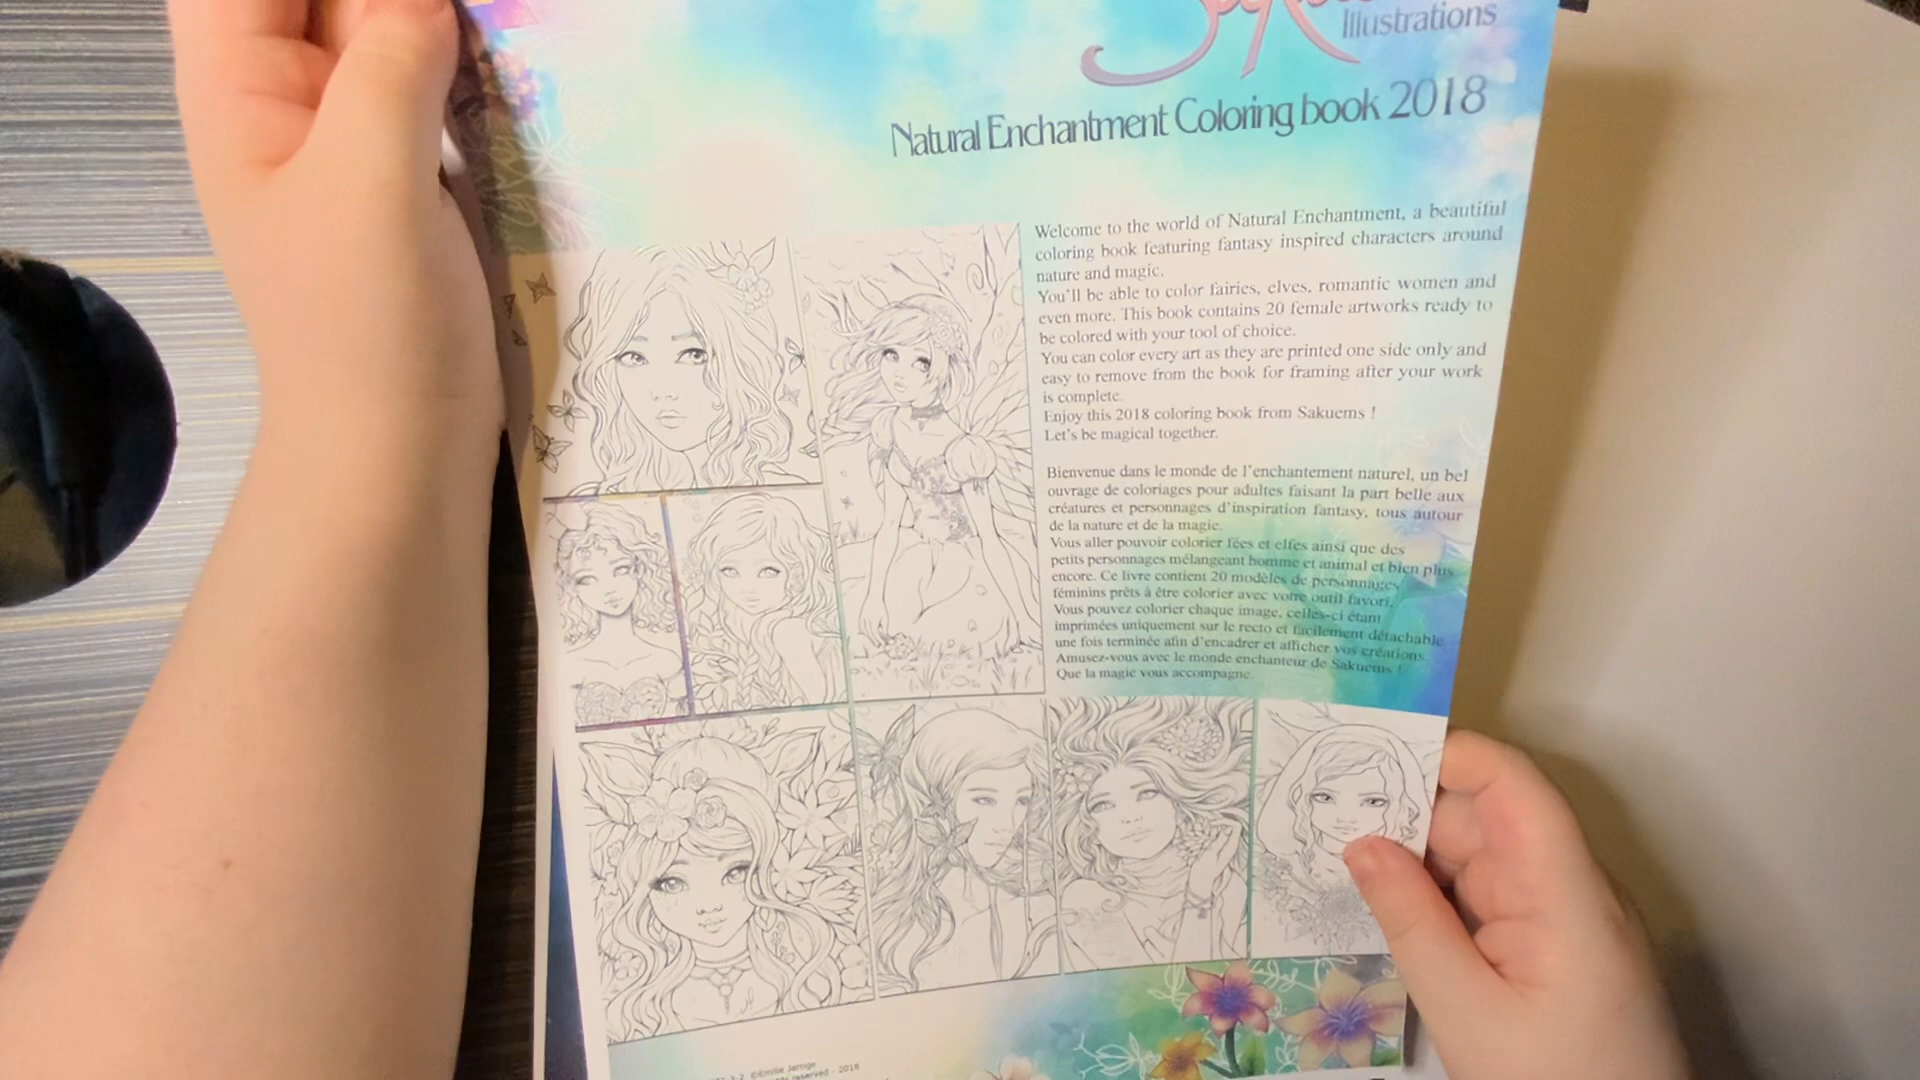 Illustrations
Natural Enchantment Coloring book 2018
Welcome to the world of Natural Enchantment, a beautiful
coloring book featuring fantasy inspired characters around
nature and magic.
You'll be able to color fairies, elves, romantic women and
even more. This book contains 20 female artworks ready to
be colored with your tool of choice.
You can color every art as they are printed one side only and
easy to remove from the book for framing after your work
is complete.
Enjoy this 2018 coloring book from Sakuems !
Let's be magical together.
Bienvenue dans le monde de l'enchantement naturel, un bel
ouvrage de coloriages pour adultes faisant la part belle aux
créatures et personnages d'inspiration fantasy, tous autour
de la nature et de la magie.
Vous aller pouvoir colorier fées et elfes ainsi que des
petits personnages mélangeant homme et animal et bien plus
encore. Ce livre contient 20 modèles de personnages
féminins prêts à être colorier avec votre outil favori.
Vous pouvez colorier chaque image, celles-ci étant
imprimées uniquement sur le recto et facilement détachable
une fois terminée afin d'encadrer et afficher vos créations.
Amusez-vous avec le monde enchanteur de Sakuems !
Que la magie vous accompagne.
©Emilie
reserved - 2018